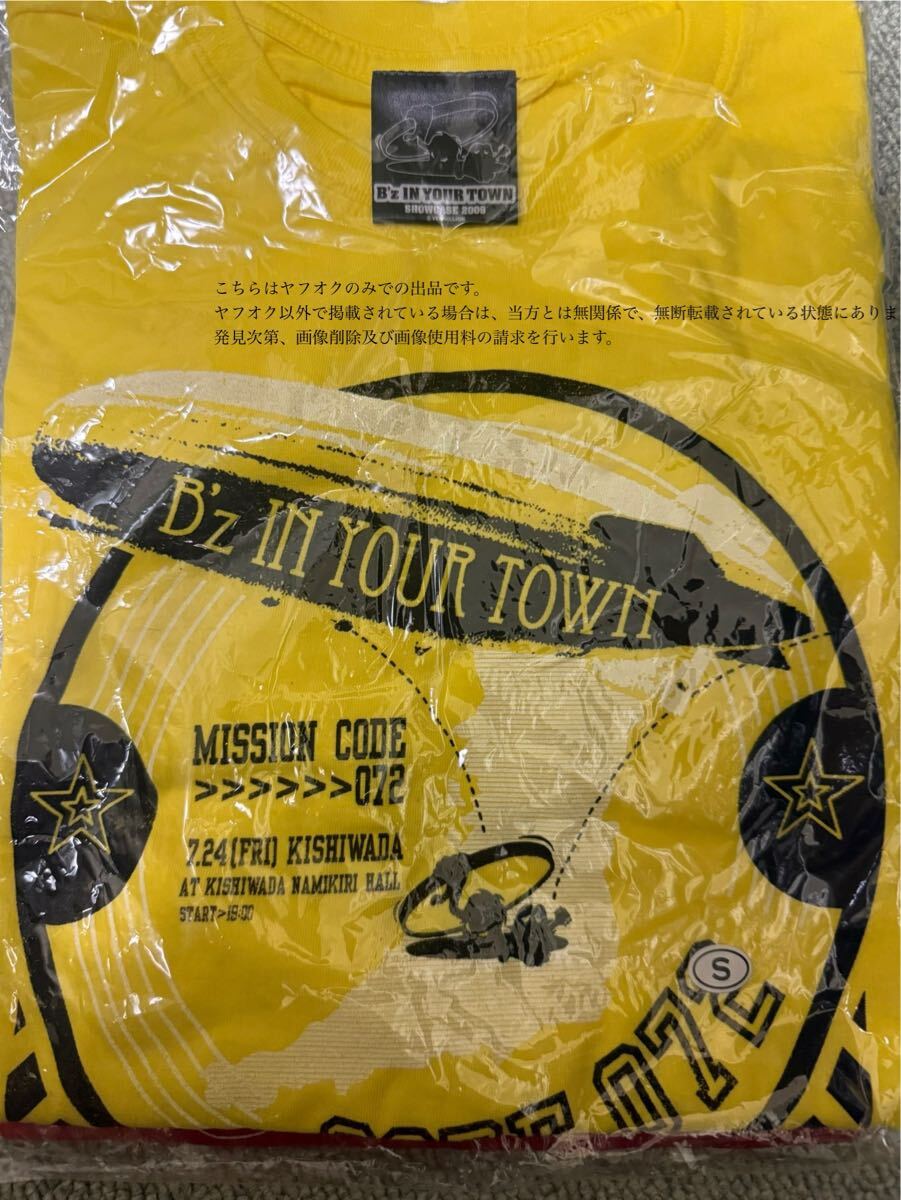 B'z IN YOUR TOWN
SHOWCASE 2009
こちらはヤフオクのみでの出品です。
ヤフオク以外で掲載されている場合は、当方とは無関係で、無断転載されている状態にありま
発見次第、画像削除及び画像使用料の請求を行います。
B'z IN YOUR TOWN
MISSION CODE
>>>>>>>072
7.24(FRI) KISHIWADA
AT KISHIWADA NAMIKIRI HALL
START>19:00
S
CODE 072